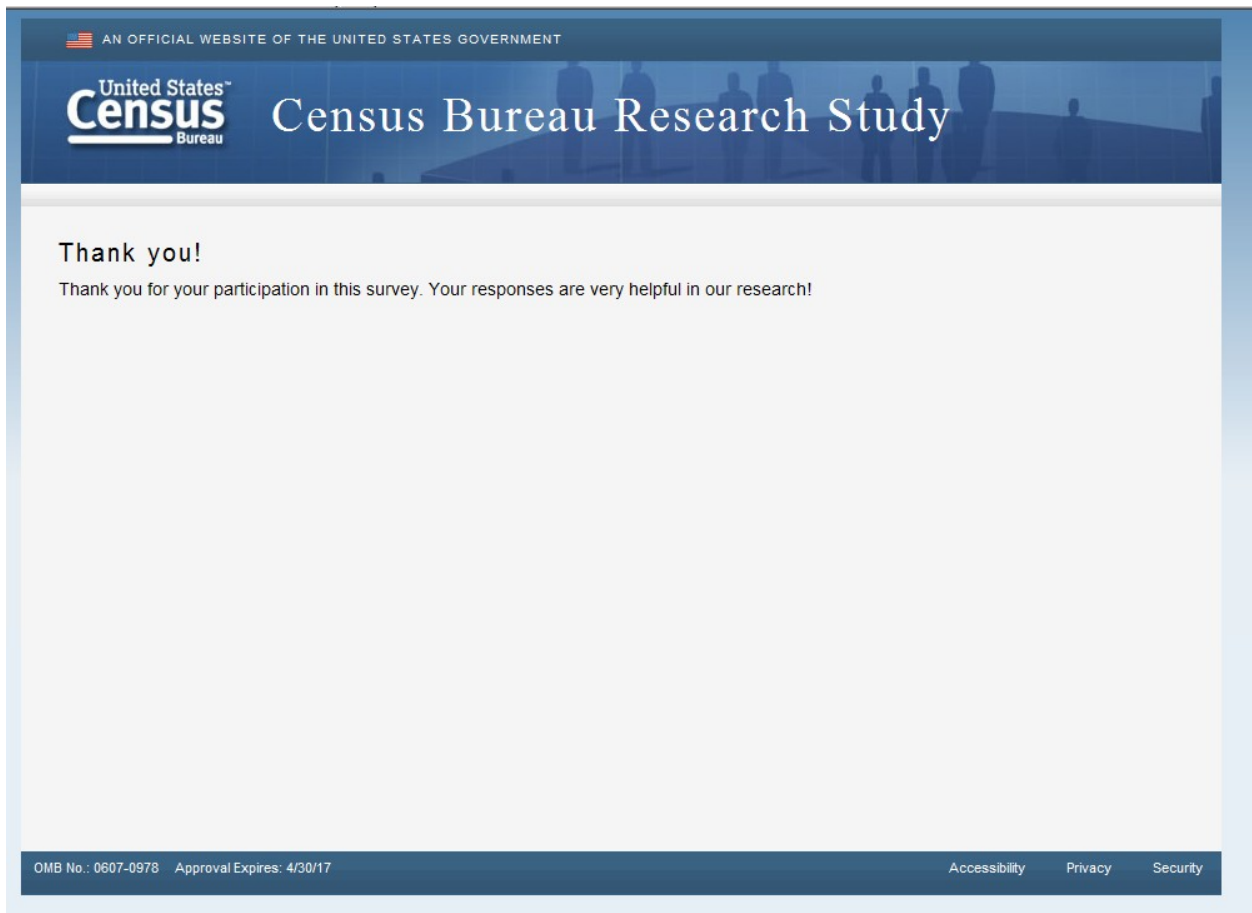 AN OFFICIAL WEBSITE OF THE UNITED STATES GOVERNMENT
United States™
Census
Bureau
Census Bureau Research Study
Thank you!
Thank you for your participation in this survey. Your responses are very helpful in our research!
OMB No.: 0607-0978 Approval Expires: 4/30/17 Accessibility Privacy Security